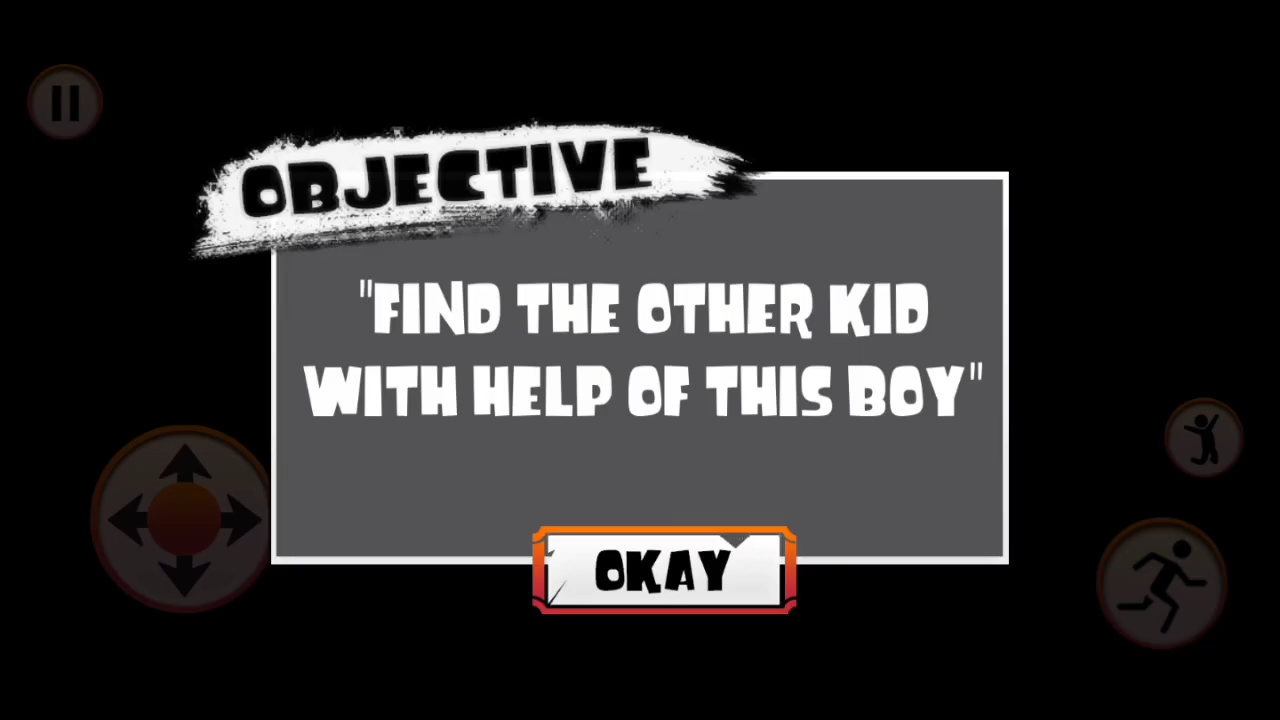 OBJECTIVE
"FIND THE OTHER KID
WITH HELP OF THIS BOY"
OKAY